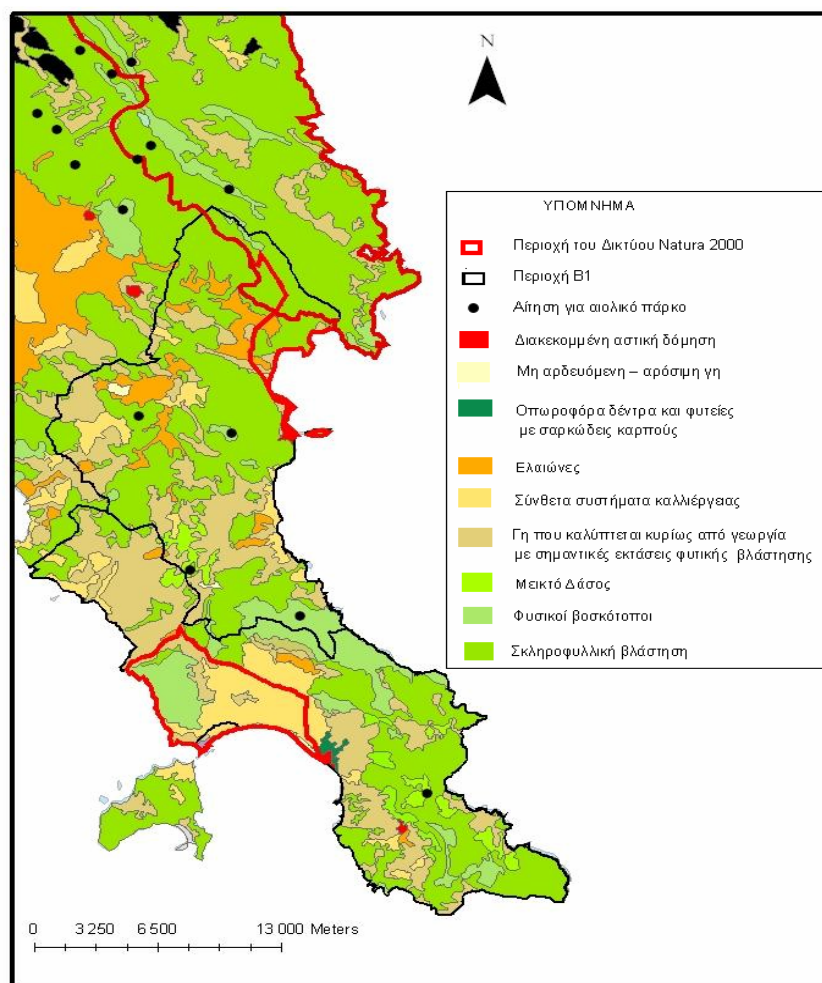 N
ΥΠΟΜΝΗΜΑ
Περιοχή του Δικτύου Natura 2000
Περιοχή Β1
Αίτηση για αιολικό πάρκο
Διακεκομμένη αστική δόμηση
Μη αρδευόμενη – αρόσιμη γη
Οπωροφόρα δέντρα και φυτείες
με σαρκώδεις καρπούς
Ελαιώνες
Σύνθετα συστήματα καλλιέργειας
Γη που καλύπτεται κυρίως από γεωργία
με σημαντικές εκτάσεις φυτικής βλάστησης
Μεικτό Δάσος
Φυσικοί βοσκότοποι
Σκληροφυλλική βλάστηση
0 3 250 6 500 13 000 Meters